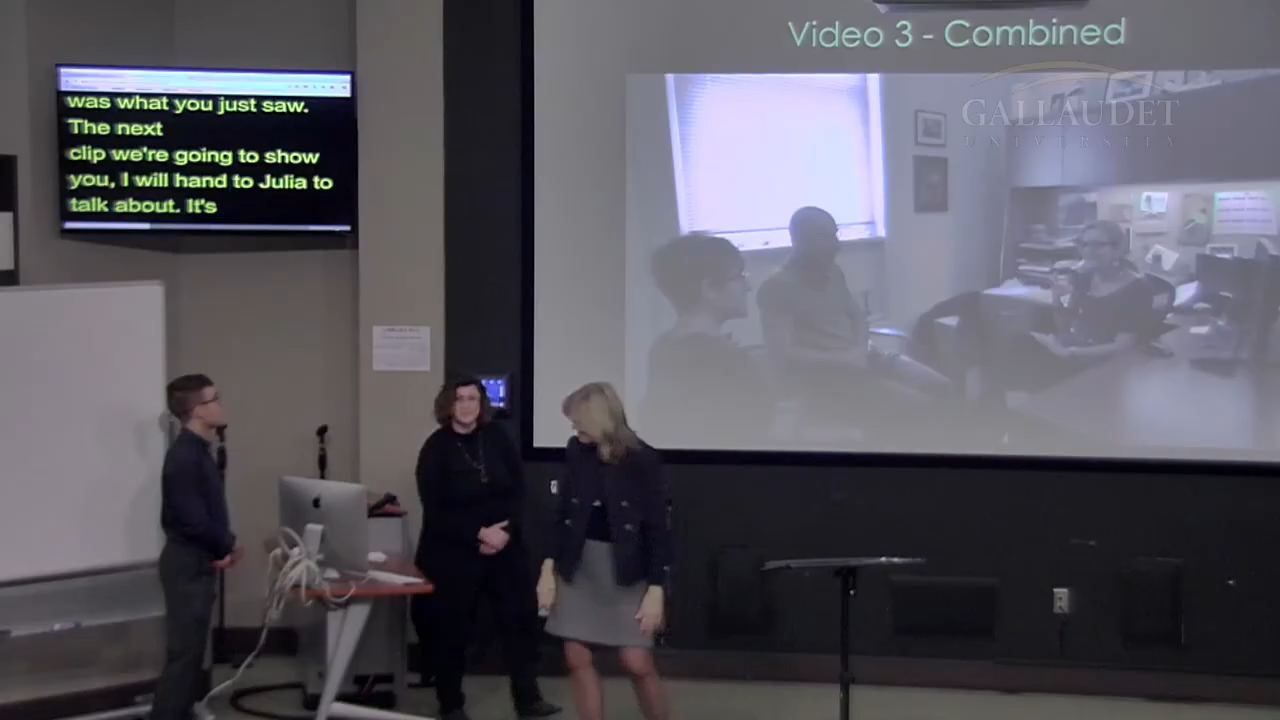 was what you just saw.
The next
clip we're going to show
you, I will hand to Julia to
talk about. It's
Video 3 - Combined
GALLAUDET
UNIVERSITY